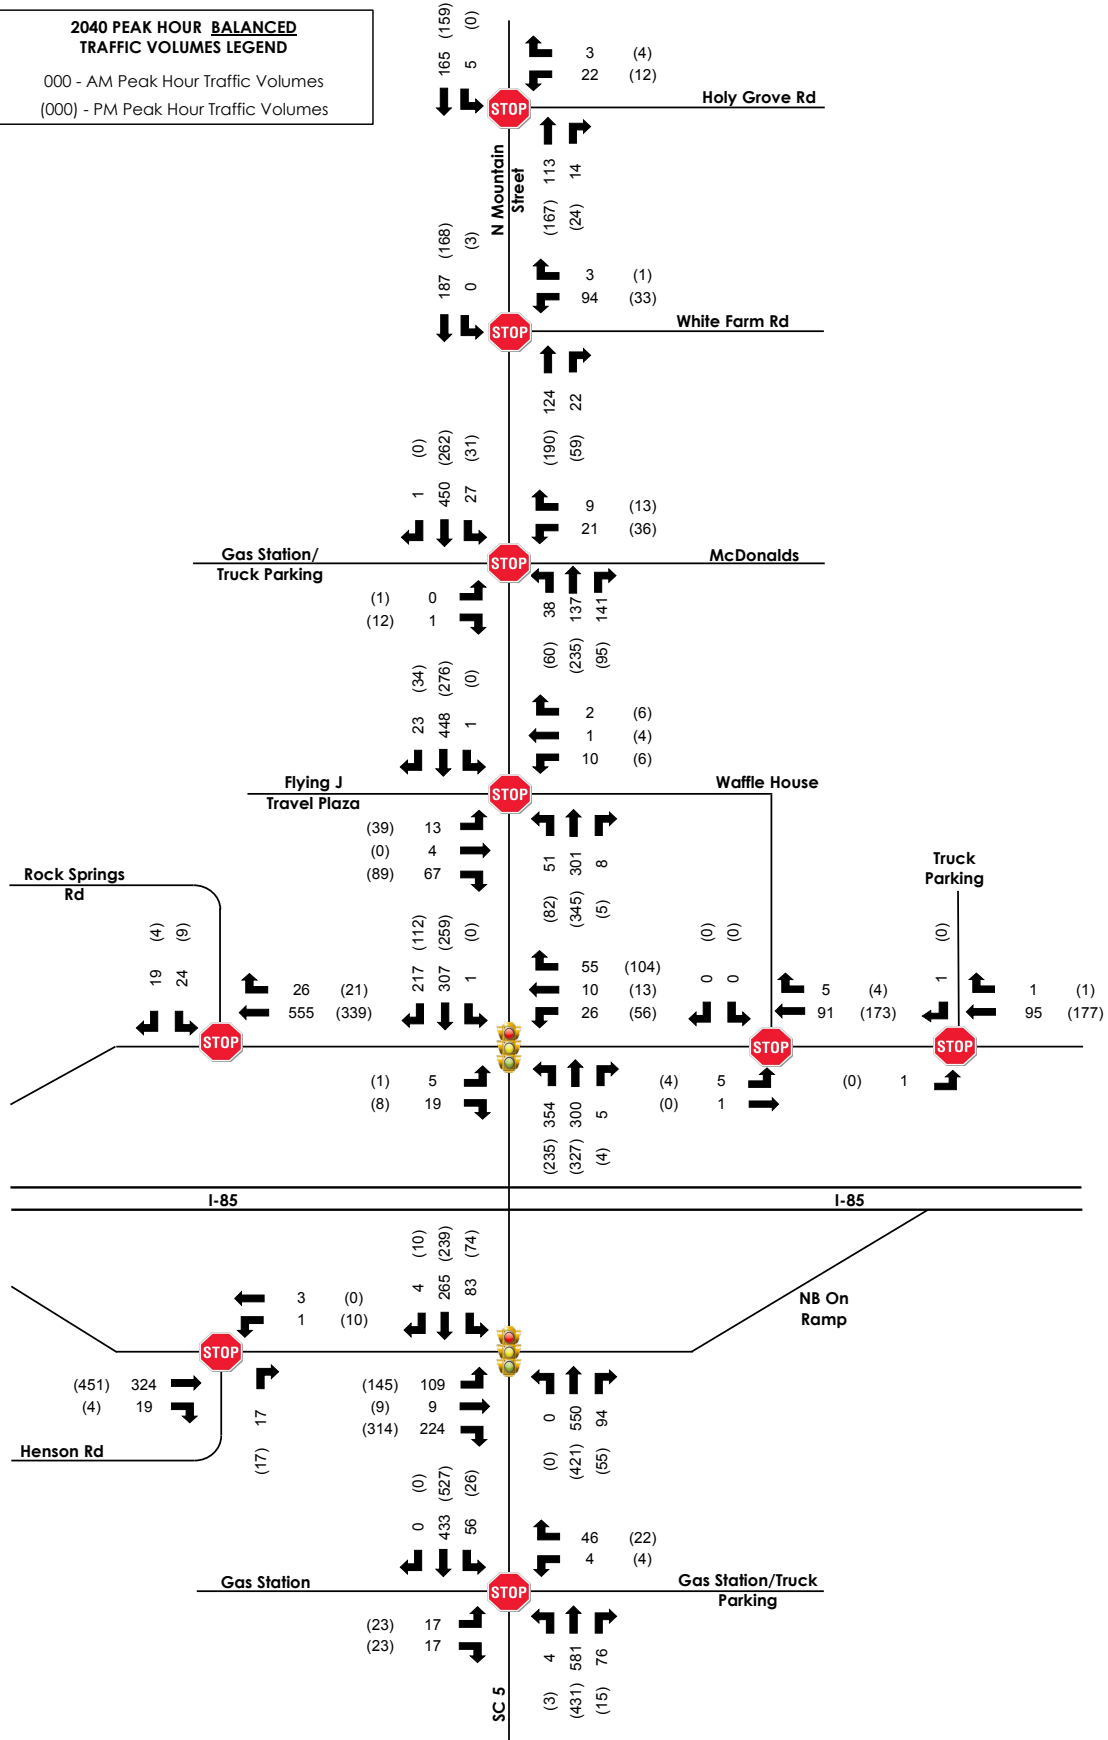 2040 PEAK HOUR BALANCED
TRAFFIC VOLUMES LEGEND
000 - AM Peak Hour Traffic Volumes
(000) - PM Peak Hour Traffic Volumes
165 (159)
5 (0)
3 (4)
22 (12)
STOP
Holy Grove Rd
N Mountain
Street
(167) 113
(24) 14
187 (168)
0 (3)
3 (1)
94 (33)
STOP
White Farm Rd
(190) 124
(59) 22
1 (0)
450 (262)
27 (31)
9 (13)
21 (36)
Gas Station/
Truck Parking
STOP
McDonalds
(1) 0
(12) 1
(60) 38
(235) 137
(95) 141
23 (34)
448 (276)
1 (0)
2 (6)
1 (4)
10 (6)
Flying J
Travel Plaza
STOP
Waffle House
(39) 13
(0) 4
(89) 67
(82) 51
(345) 301
(5) 8
Rock Springs
Rd
Truck
Parking
19 (4)
24 (9)
26 (21)
555 (339)
STOP
217 (112)
307 (259)
1 (0)
55 (104)
10 (13)
26 (56)
0 (0)
0 (0)
5 (4)
91 (173)
STOP
1 (0)
1 (1)
95 (177)
STOP
(1) 5
(8) 19
(235) 354
(327) 300
(4) 5
(4) 5
(0) 1
(0) 1
I-85
I-85
4 (10)
265 (239)
83 (74)
3 (0)
1 (10)
STOP
NB On
Ramp
(451) 324
(4) 19
(17) 17
Henson Rd
(145) 109
(9) 9
(314) 224
(0) 0
(421) 550
(55) 94
0 (0)
433 (527)
56 (26)
46 (22)
4 (4)
Gas Station
STOP
Gas Station/Truck
Parking
(23) 17
(23) 17
(3) 4
(431) 581
(15) 76
SC 5